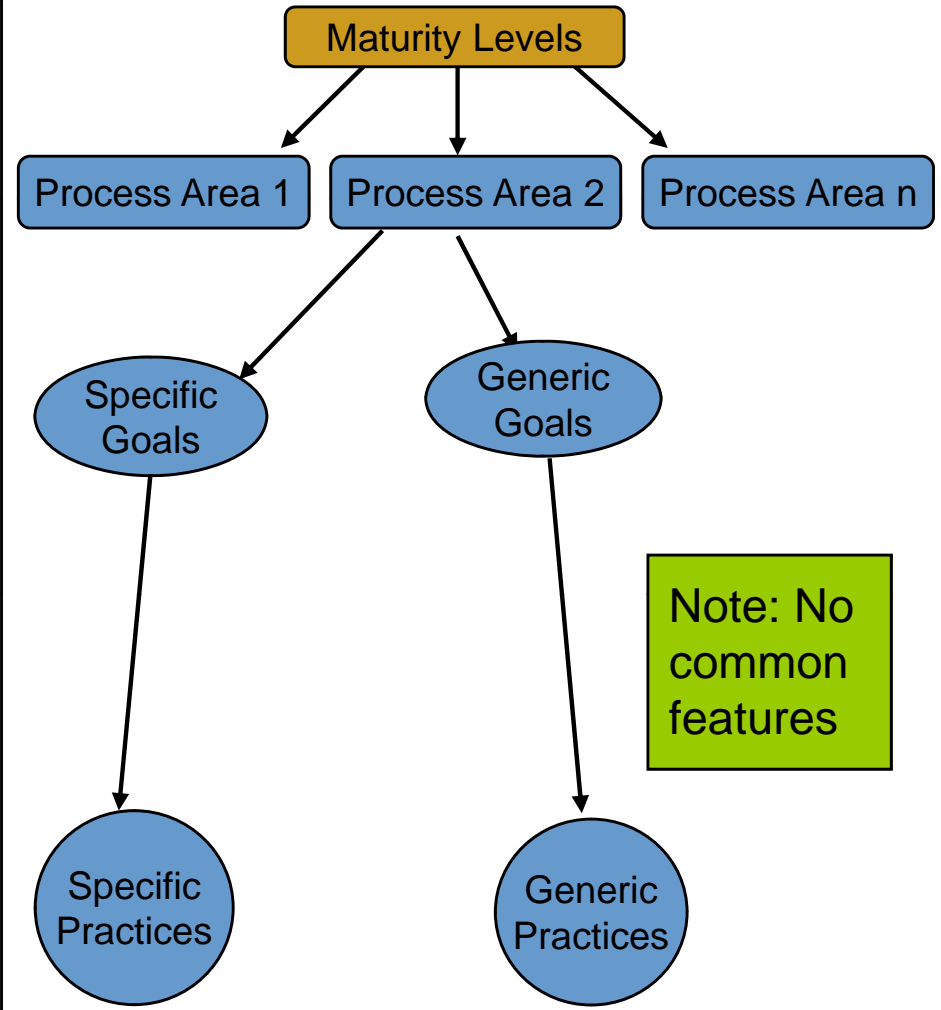 Maturity Levels
Process Area 1
Process Area 2
Process Area n
Specific
Goals
Generic
Goals
Note: No
common
features
Specific
Practices
Generic
Practices